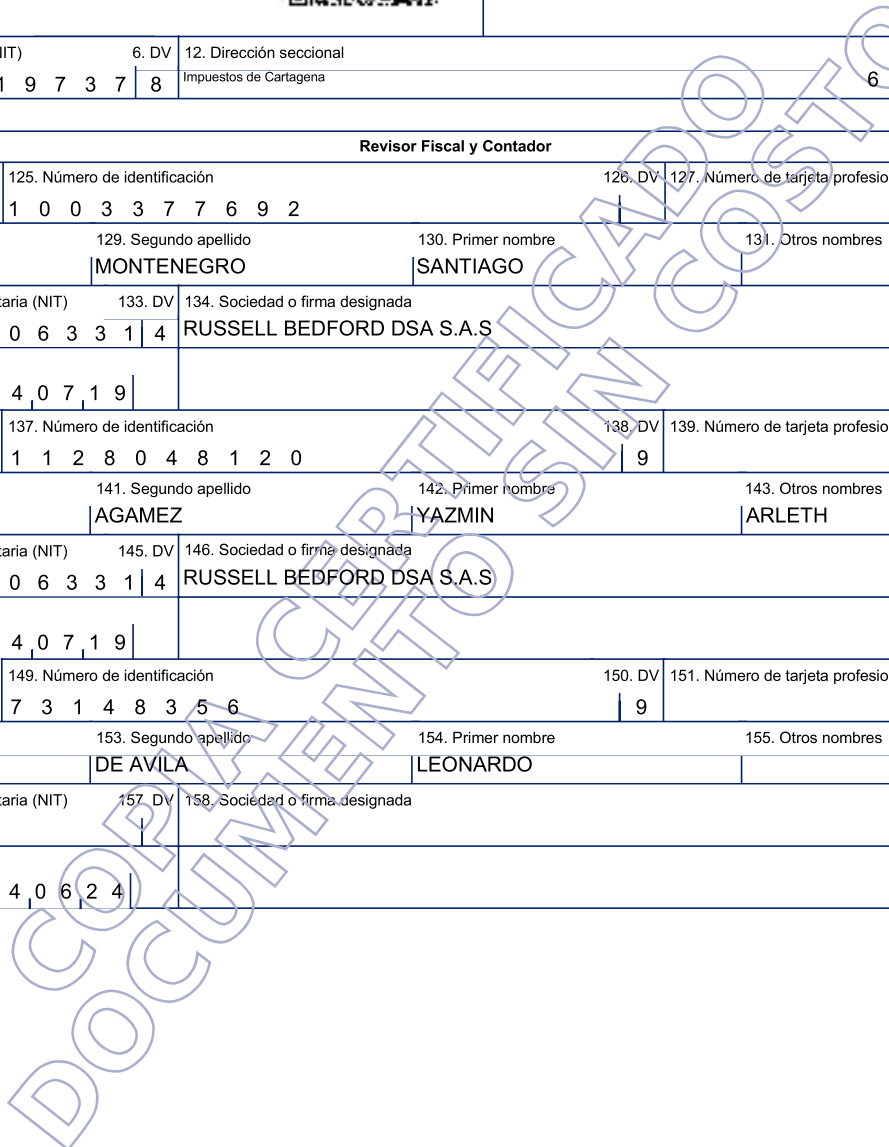 IT) 6. DV 12. Dirección seccional
1 9 7 3 7 8 Impuestos de Cartagena 6
Revisor Fiscal y Contador
125. Número de identificación 126. DV 127. Número de tarjeta profesio
1 0 0 3 3 7 7 6 9 2
129. Segundo apellido 130. Primer nombre 131. Otros nombres
MONTENEGRO SANTIAGO
taria (NIT) 133. DV 134. Sociedad o firma designada
0 6 3 3 1 4 RUSSELL BEDFORD DSA S.A.S
4 0 7 1 9
137. Número de identificación 138. DV 139. Número de tarjeta profesio
1 1 2 8 0 4 8 1 2 0 9
141. Segundo apellido 142. Primer nombre 143. Otros nombres
AGAMEZ YAZMIN ARLETH
taria (NIT) 145. DV 146. Sociedad o firma designada
0 6 3 3 1 4 RUSSELL BEDFORD DSA S.A.S
4 0 7 1 9
149. Número de identificación 150. DV 151. Número de tarjeta profesio
7 3 1 4 8 3 5 6 9
153. Segundo apellido 154. Primer nombre 155. Otros nombres
DE AVILA LEONARDO
taria (NIT) 157. DV 158. Sociedad o firma designada
4 0 6 2 4
COPIA CERTIFICADO
DOCUMENTO SIN COSTO